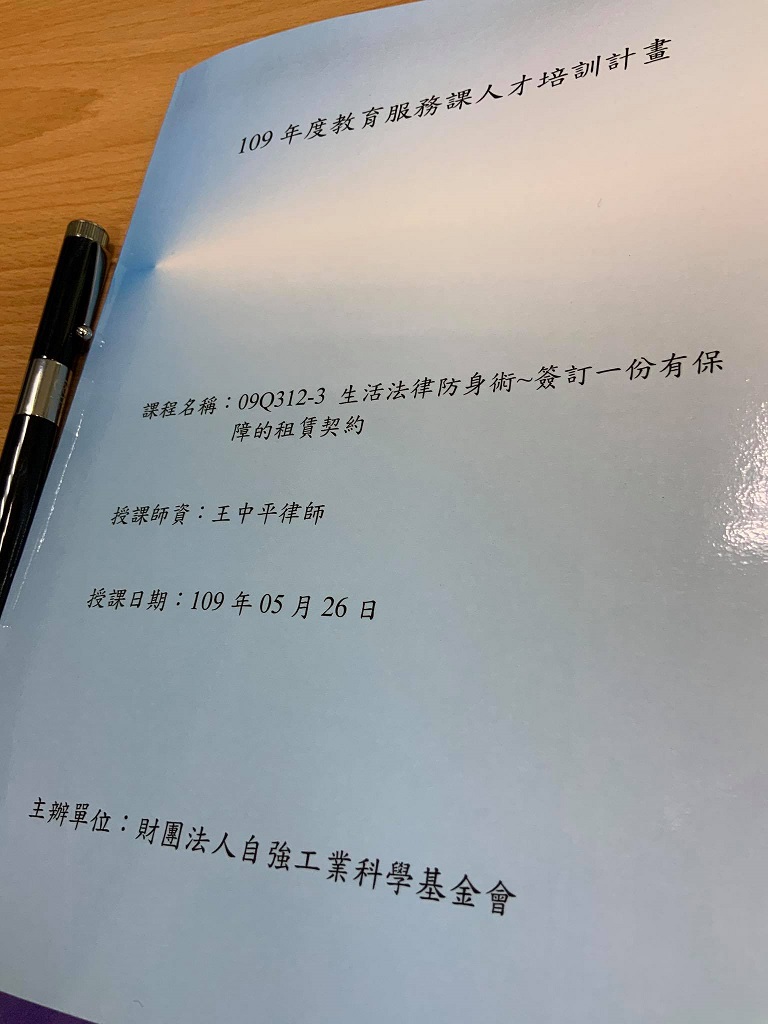 109 年度教育服務課人才培訓計畫
課程名稱：09Q312-3 生活法律防身術~簽訂一份有保
障的租賃契約
授課師資：王中平律師
授課日期：109 年 05 月 26 日
主辦單位：財團法人自強工業科學基金會